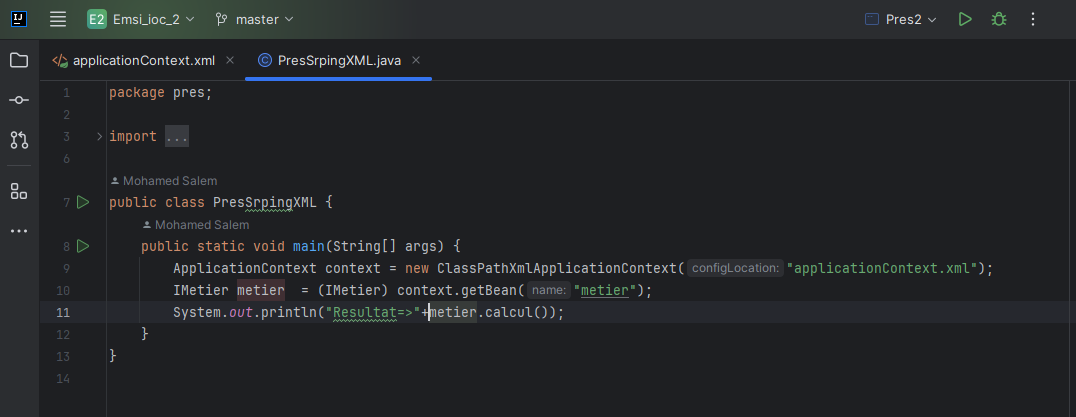 IJ
E2 Emsi_ioc_2 master Pres2
applicationContext.xml PresSrpingXML.java
1 package pres;
2
3 import ...
6
Mohamed Salem
7 public class PresSrpingXML {
Mohamed Salem
8 public static void main(String[] args) {
9 ApplicationContext context = new ClassPathXmlApplicationContext( configLocation: "applicationContext.xml");
10 IMetier metier  = (IMetier) context.getBean( name: "metier");
11 System.out.println("Resultat=>"+metier.calcul());
12 }
13 }
14